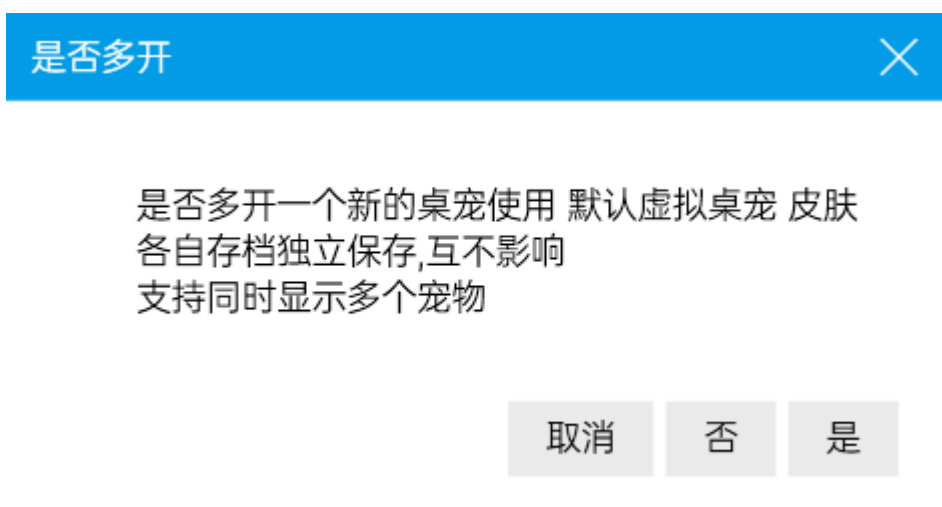 是否多开
是否多开一个新的桌宠使用 默认虚拟桌宠 皮肤
各自存档独立保存,互不影响
支持同时显示多个宠物
取消 否 是